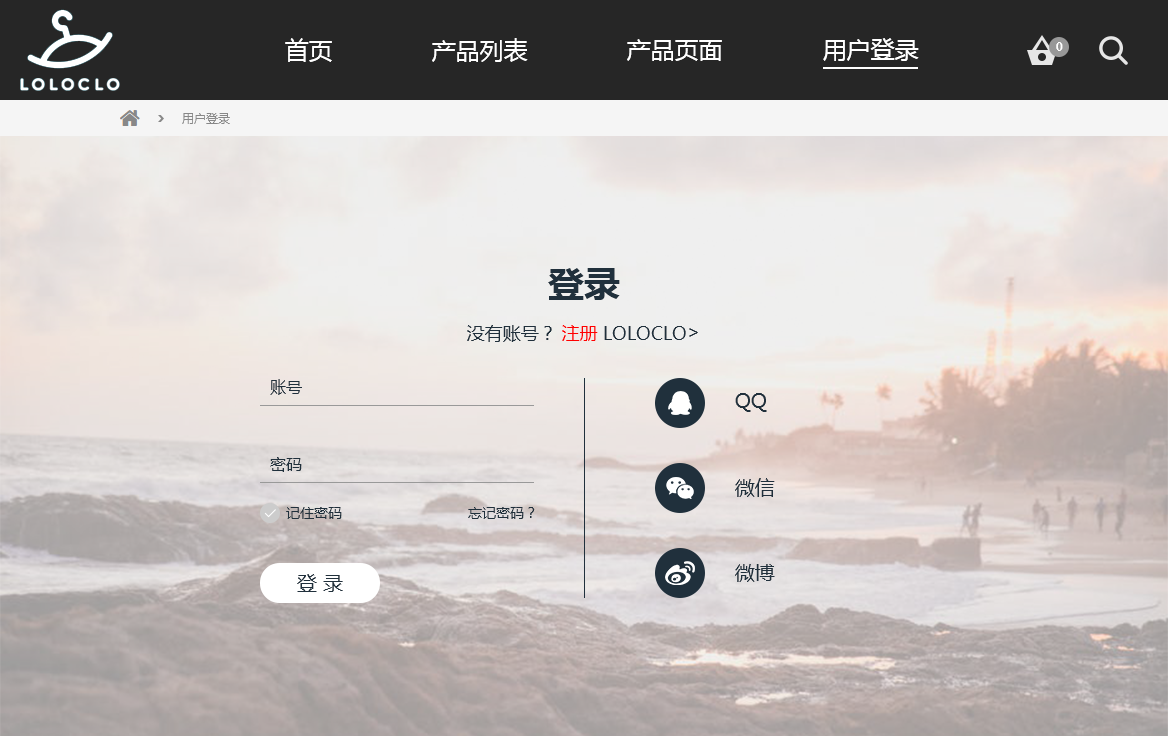 LOLOCLO
首页
产品列表
产品页面
用户登录
0
用户登录
登录
没有账号？ 注册 LOLOCLO>
账号
密码
记住密码
忘记密码？
登 录
QQ
微信
微博